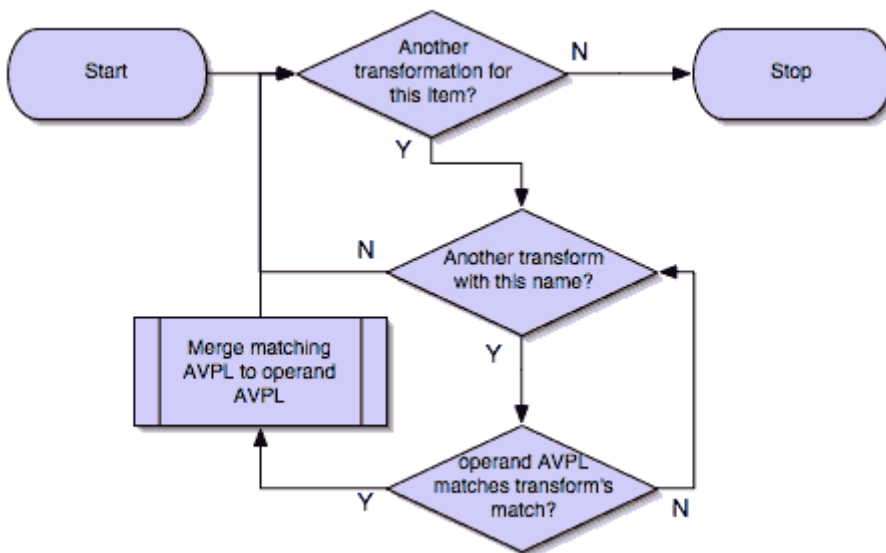 Start
Another
transformation for
this Item?
N
Stop
Y
Another transform
with this name?
N
Y
Merge matching
AVPL to operand
AVPL
operand AVPL
matches transform's
match?
Y
N